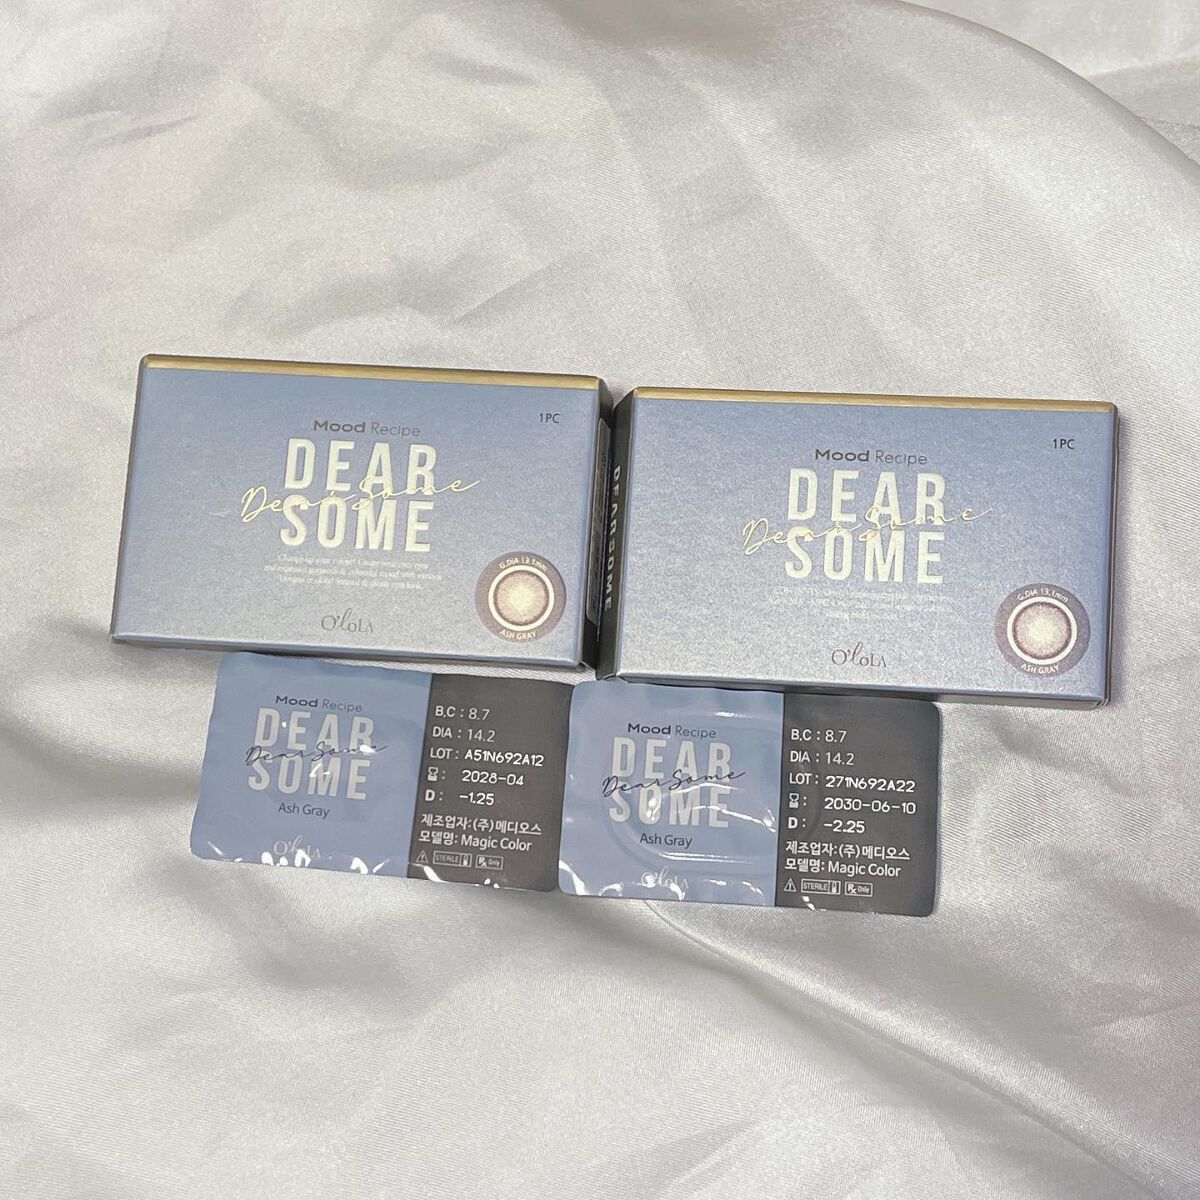 1PC
Mood Recipe
DEAR
Dear Some
SOME
G.DIA 13.1mm
ASH GRAY
O'loLA
DEARSOME
1PC
Mood Recipe
DEAR
Dear Some
SOME
G.DIA 13.1mm
ASH GRAY
O'loLA
Mood Recipe
DEAR
Dear Some
SOME
Ash Gray
O'loLA
B.C : 8.7
DIA : 14.2
LOT : A51N692A12
: 2028-04
D : -1.25
제조업자:(주)메디오스
모델명: Magic Color
STERILE Rx Only
Mood Recipe
DEAR
Dear Some
SOME
Ash Gray
O'loLA
B.C : 8.7
DIA : 14.2
LOT : 271N692A22
: 2030-06-10
D : -2.25
제조업자:(주)메디오스
모델명: Magic Color
STERILE Rx Only